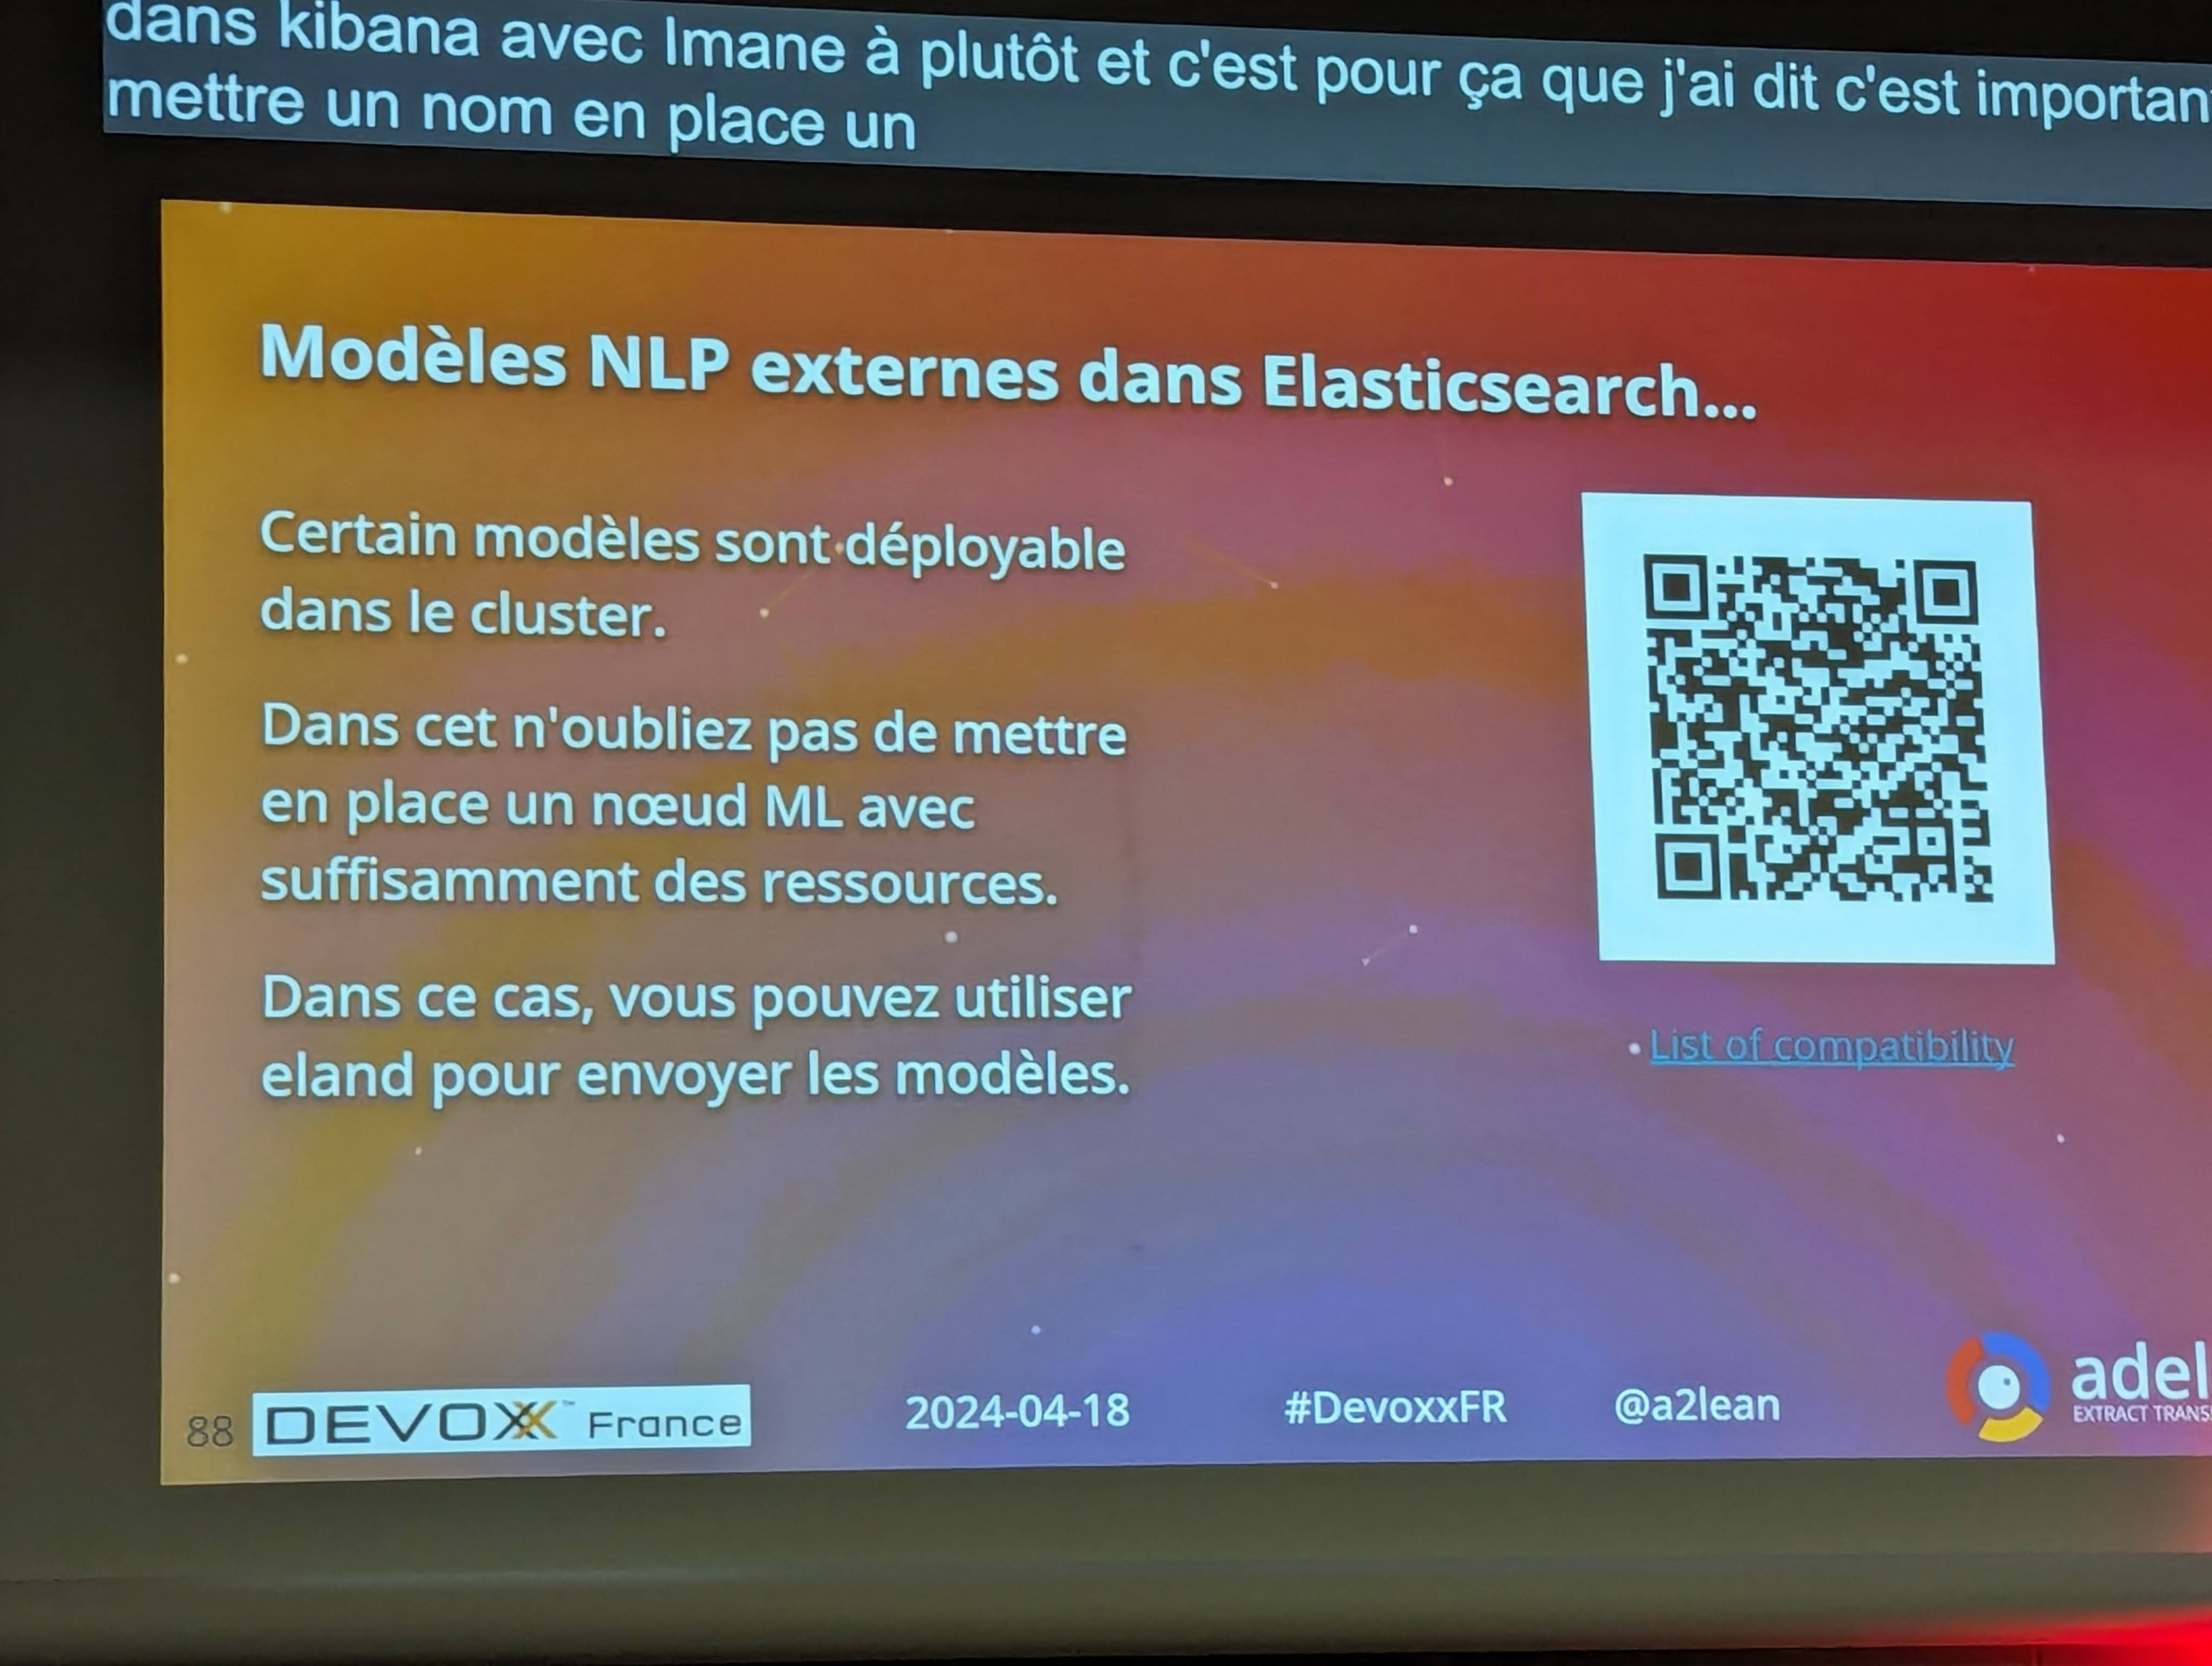 dans kibana avec Imane à plutôt et c'est pour ça que j'ai dit c'est important
mettre un nom en place un
Modèles NLP externes dans Elasticsearch...
Certain modèles sont déployable
dans le cluster.
Dans cet n'oubliez pas de mettre
en place un nœud ML avec
suffisamment des ressources.
Dans ce cas, vous pouvez utiliser
eland pour envoyer les modèles.
• List of compatibility
88
DEVOXX™ France
2024-04-18
#DevoxxFR
@a2lean
adel
EXTRACT TRANS